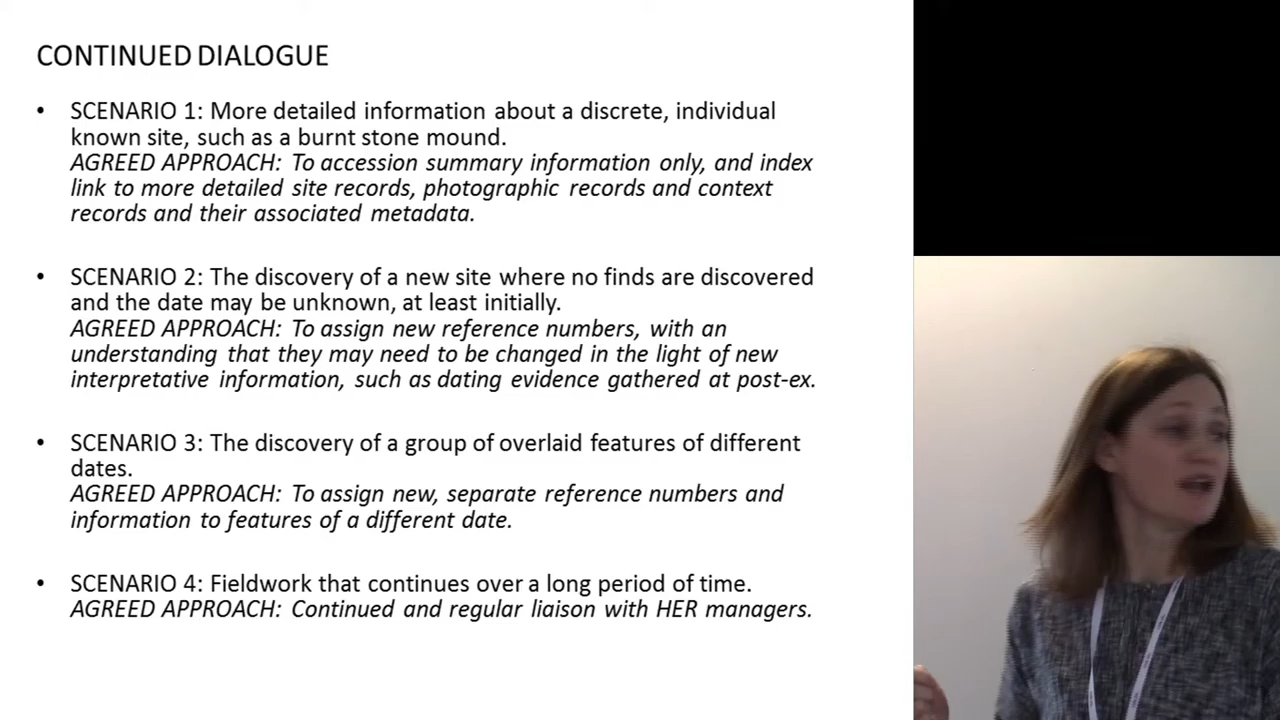 CONTINUED DIALOGUE
• SCENARIO 1: More detailed information about a discrete, individual
known site, such as a burnt stone mound.
AGREED APPROACH: To accession summary information only, and index
link to more detailed site records, photographic records and context
records and their associated metadata.
• SCENARIO 2: The discovery of a new site where no finds are discovered
and the date may be unknown, at least initially.
AGREED APPROACH: To assign new reference numbers, with an
understanding that they may need to be changed in the light of new
interpretative information, such as dating evidence gathered at post-ex.
• SCENARIO 3: The discovery of a group of overlaid features of different
dates.
AGREED APPROACH: To assign new, separate reference numbers and
information to features of a different date.
• SCENARIO 4: Fieldwork that continues over a long period of time.
AGREED APPROACH: Continued and regular liaison with HER managers.